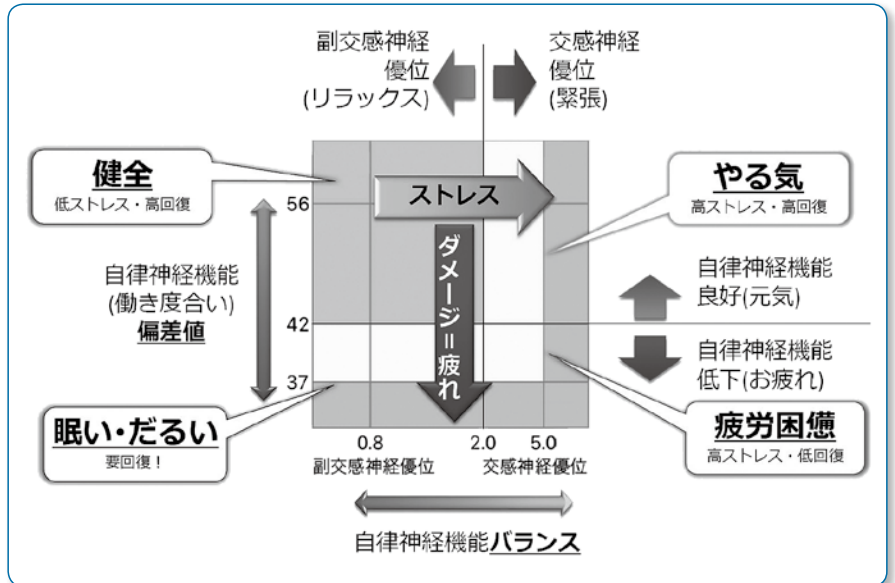 副交感神経
優位
(リラックス)
交感神経
優位
(緊張)
健全
低ストレス・高回復
やる気
高ストレス・高回復
ストレス
ダメージ＝疲れ
56
42
37
自律神経機能
(働き度合い)
偏差値
自律神経機能
良好(元気)
自律神経機能
低下(お疲れ)
眠い・だるい
要回復！
疲労困憊
高ストレス・低回復
0.8
2.0
5.0
副交感神経優位
交感神経優位
自律神経機能バランス